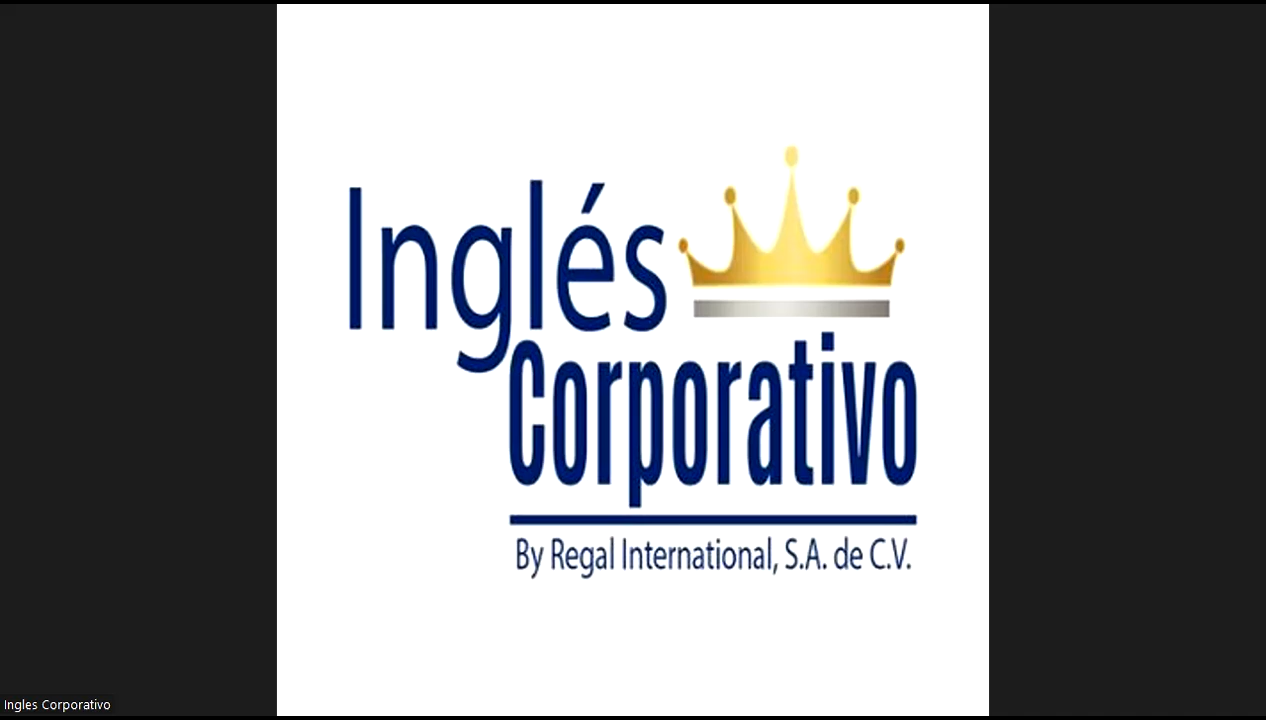 Inglés
Corporativo
By Regal International, S.A. de C.V.
Ingles Corporativo